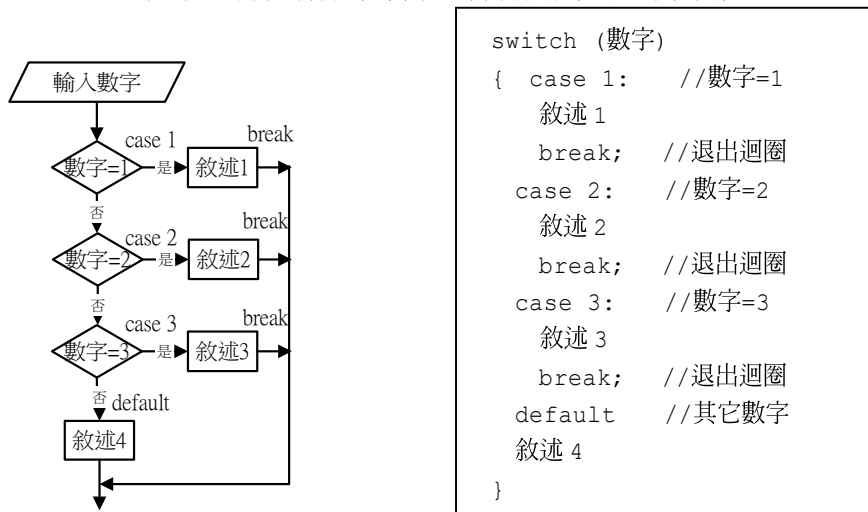 輸入數字
case 1
break
數字=1
是
敘述1
否
case 2
break
數字=2
是
敘述2
否
case 3
break
數字=3
是
敘述3
否
default
敘述4
switch (數字)
{ case 1: //數字=1
敘述 1
break; //退出迴圈
case 2: //數字=2
敘述 2
break; //退出迴圈
case 3: //數字=3
敘述 3
break; //退出迴圈
default //其它數字
敘述 4
}